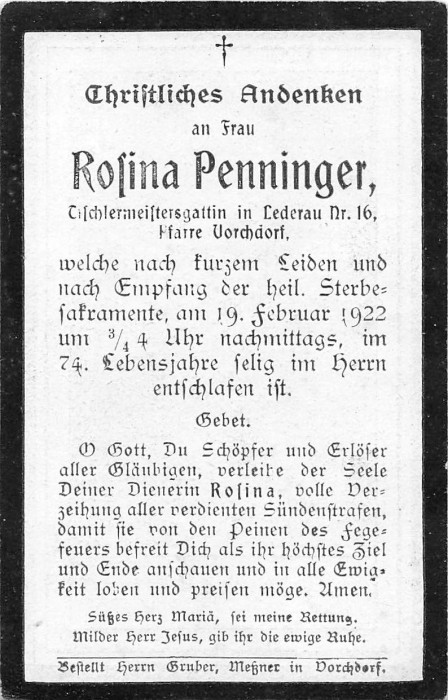 Christliches Andenken
an Frau
Rosina Penninger,
Tischlermeistersgattin in Lederau Nr. 16,
Pfarre Vorchdorf,
welche nach kurzem Leiden und
nach Empfang der heil. Sterbe-
sakramente, am 19. Februar 1922
um 3/4 4 Uhr nachmittags, im
74. Lebensjahre selig im Herrn
entschlafen ist.
Gebet.
O Gott, Du Schöpfer und Erlöser
aller Gläubigen, verleihe der Seele
Deiner Dienerin Rosina, volle Ver-
zeihung aller verdienten Sündenstrafen,
damit sie von den Peinen des Fege-
feuers befreit Dich als ihr höchstes Ziel
und Ende anschauen und in alle Ewig-
keit loben und preisen möge. Amen.
Süßes Herz Mariä, sei meine Rettung.
Milder Herr Jesus, gib ihr die ewige Ruhe.
Bestellt Herrn Gruber, Meßner in Vorchdorf.